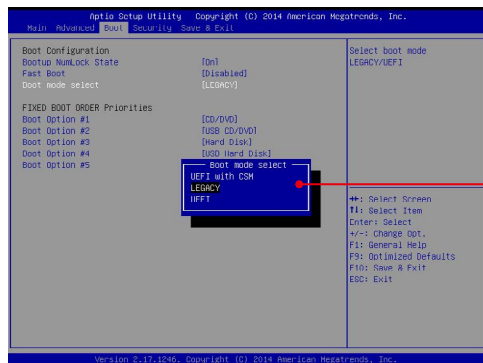 Aptio Setup Utility Copyright (C) 2014 American Megatrends, Inc.
Main Advanced Boot Security Save & Exit
Boot Configuration
Bootup NumLock State [On]
Fast Boot [Disabled]
Boot mode select [LEGACY]
FIXED BOOT ORDER Priorities
Boot Option #1 [CD/DVD]
Boot Option #2 [USB CD/DVD]
Boot Option #3 [Hard Disk]
Boot Option #4 [USB Hard Disk]
Boot Option #5
Boot mode select
UEFI with CSM
LEGACY
UEFI
Select boot mode
LEGACY/UEFI
: Select Screen
↑↓: Select Item
Enter: Select
+/-: Change Opt.
F1: General Help
F9: Optimized Defaults
F10: Save & Exit
ESC: Exit
Version 2.17.1246. Copyright (C) 2014 American Megatrends, Inc.